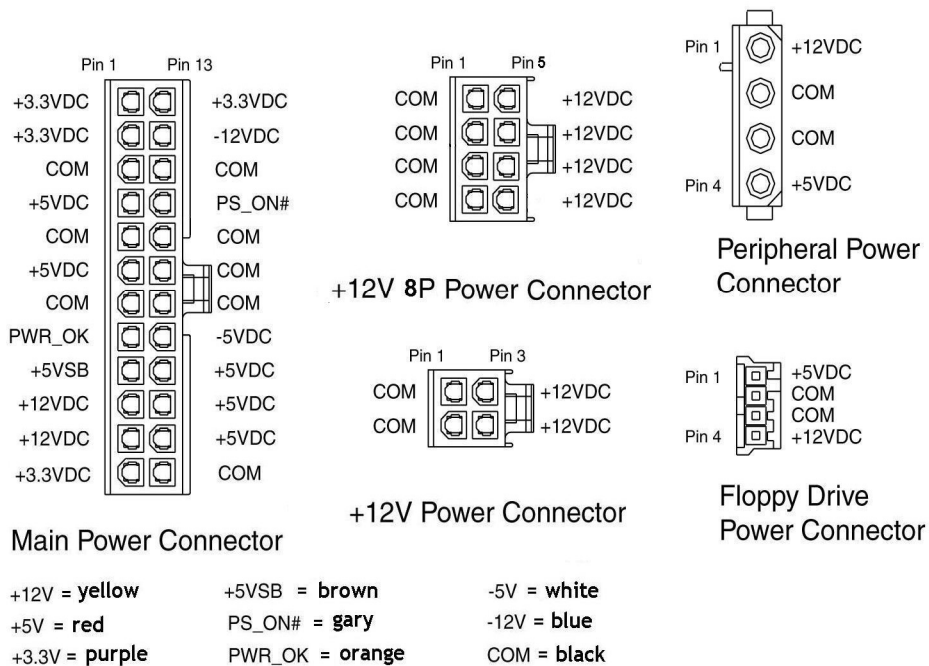 Pin 1 Pin 13
+3.3VDC +3.3VDC
+3.3VDC -12VDC
COM COM
+5VDC PS_ON#
COM COM
+5VDC COM
COM COM
PWR_OK -5VDC
+5VSB +5VDC
+12VDC +5VDC
+12VDC +5VDC
+3.3VDC COM
Main Power Connector
Pin 1 Pin 5
COM +12VDC
COM +12VDC
COM +12VDC
COM +12VDC
+12V 8P Power Connector
Pin 1 Pin 3
COM +12VDC
COM +12VDC
+12V Power Connector
Pin 1 +12VDC
COM
COM
Pin 4 +5VDC
Peripheral Power
Connector
Pin 1 +5VDC
COM
COM
Pin 4 +12VDC
Floppy Drive
Power Connector
+12V = yellow +5VSB = brown -5V = white
+5V = red PS_ON# = gary -12V = blue
+3.3V = purple PWR_OK = orange COM = black